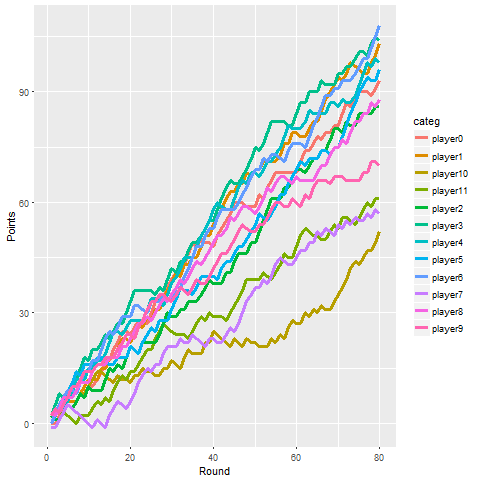 90
60
30
0
Points
0
20
40
60
80
Round
categ
player0
player1
player10
player11
player2
player3
player4
player5
player6
player7
player8
player9